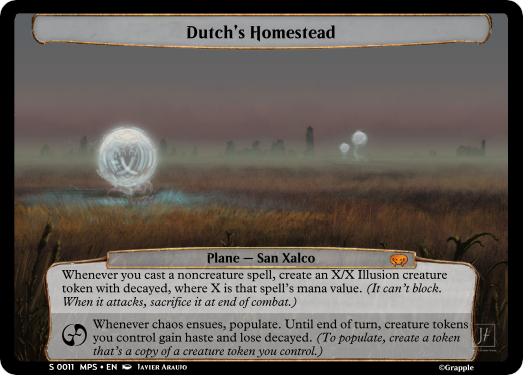 Dutch's Homestead
Plane — San Xalco
Whenever you cast a noncreature spell, create an X/X Illusion creature
token with decayed, where X is that spell's mana value. (It can't block.
When it attacks, sacrifice it at end of combat.)
Whenever chaos ensues, populate. Until end of turn, creature tokens
you control gain haste and lose decayed. (To populate, create a token
that's a copy of a creature token you control.)
S 0011 MPS • EN Javier Arauto
©Grapple